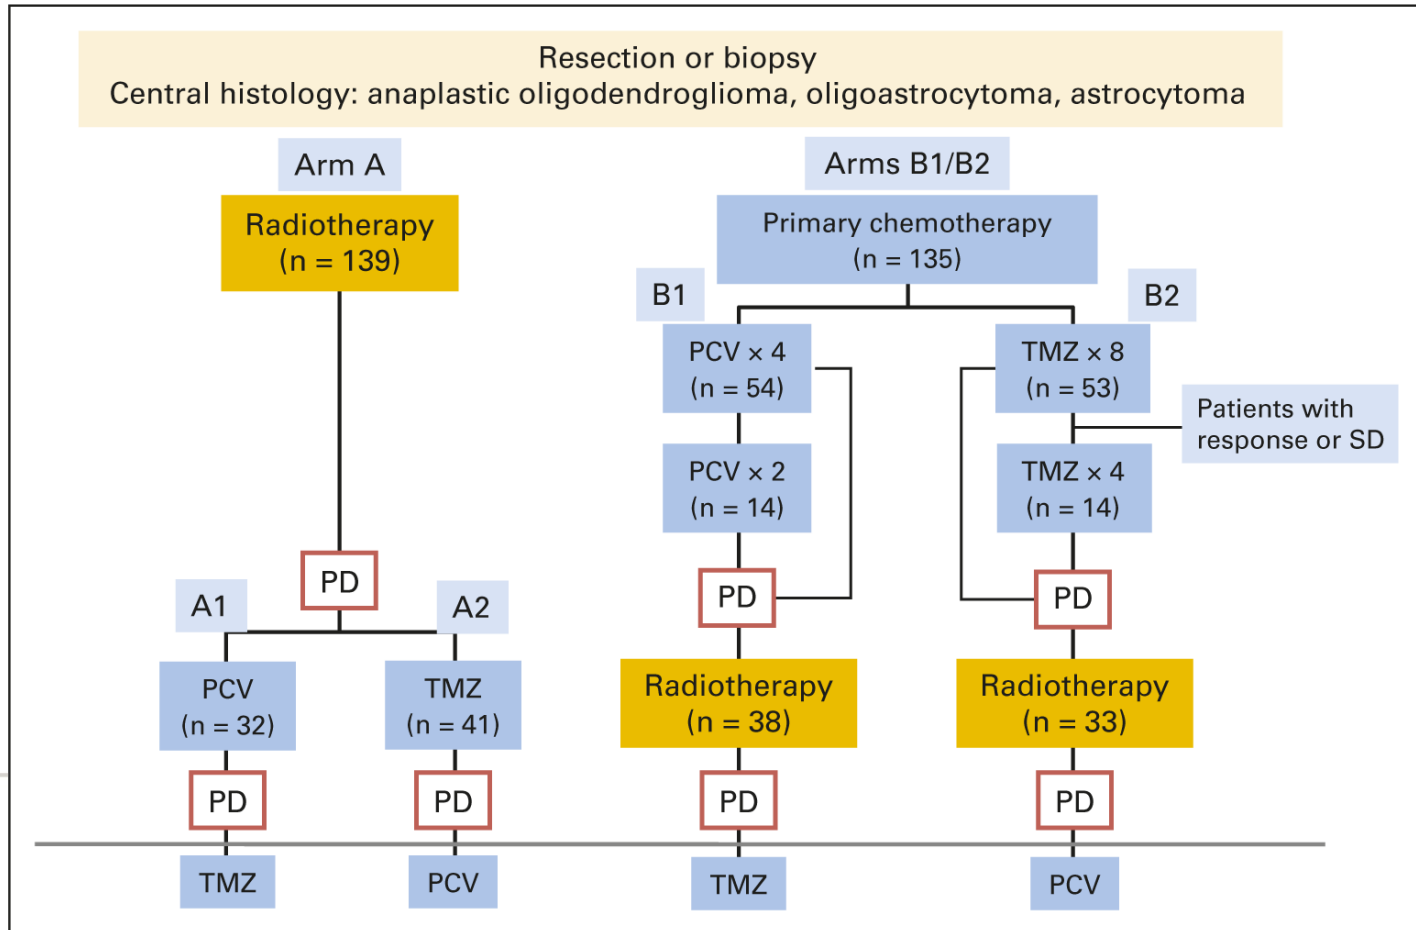 Resection or biopsy
Central histology: anaplastic oligodendroglioma, oligoastrocytoma, astrocytoma
Arm A
Radiotherapy
(n = 139)
PD
A1
A2
PCV
(n = 32)
TMZ
(n = 41)
PD
PD
TMZ
PCV
Arms B1/B2
Primary chemotherapy
(n = 135)
B1
B2
PCV × 4
(n = 54)
TMZ × 8
(n = 53)
Patients with
response or SD
PCV × 2
(n = 14)
TMZ × 4
(n = 14)
PD
PD
Radiotherapy
(n = 38)
Radiotherapy
(n = 33)
PD
PD
TMZ
PCV